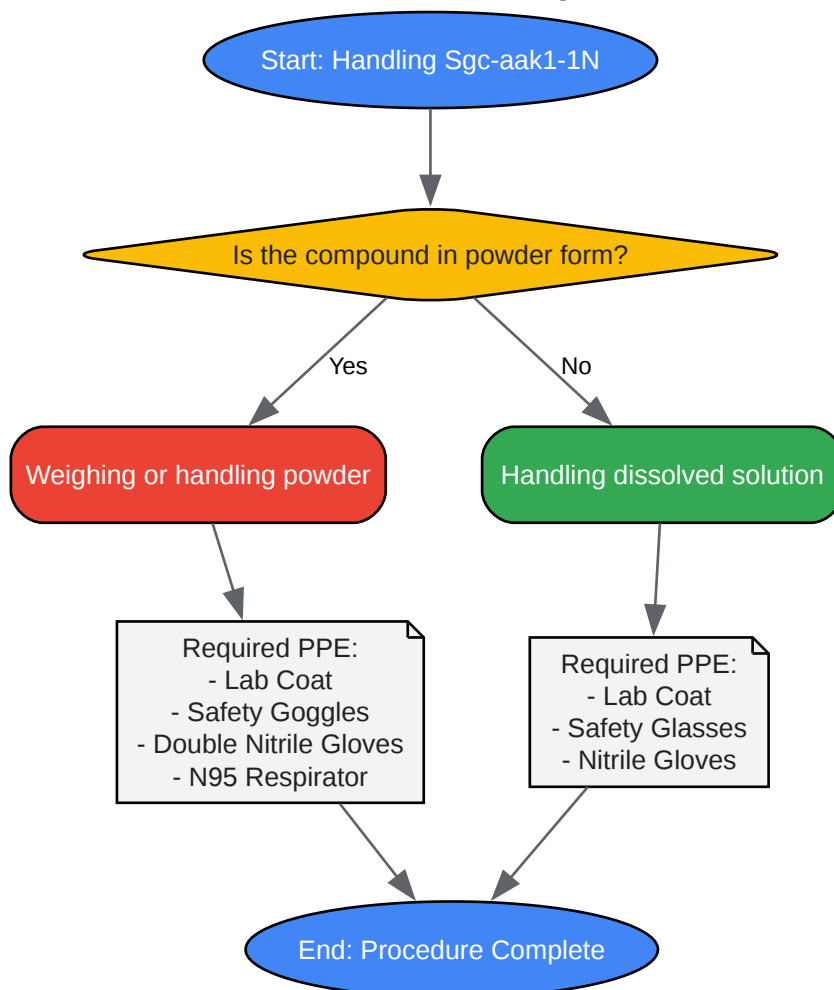 Start: Handling Sgc-aak1-1N
Is the compound in powder form?
Yes
No
Weighing or handling powder
Handling dissolved solution
Required PPE:
- Lab Coat
- Safety Goggles
- Double Nitrile Gloves
- N95 Respirator
Required PPE:
- Lab Coat
- Safety Glasses
- Nitrile Gloves
End: Procedure Complete